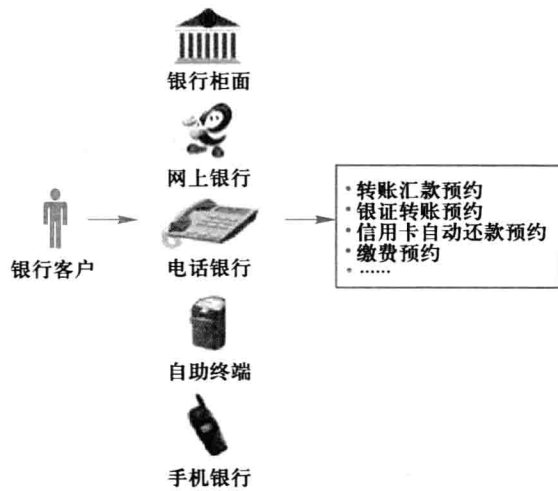 银行柜面
网上银行
银行客户
电话银行
自助终端
手机银行
·转账汇款预约
·银证转账预约
·信用卡自动还款预约
·缴费预约
·……